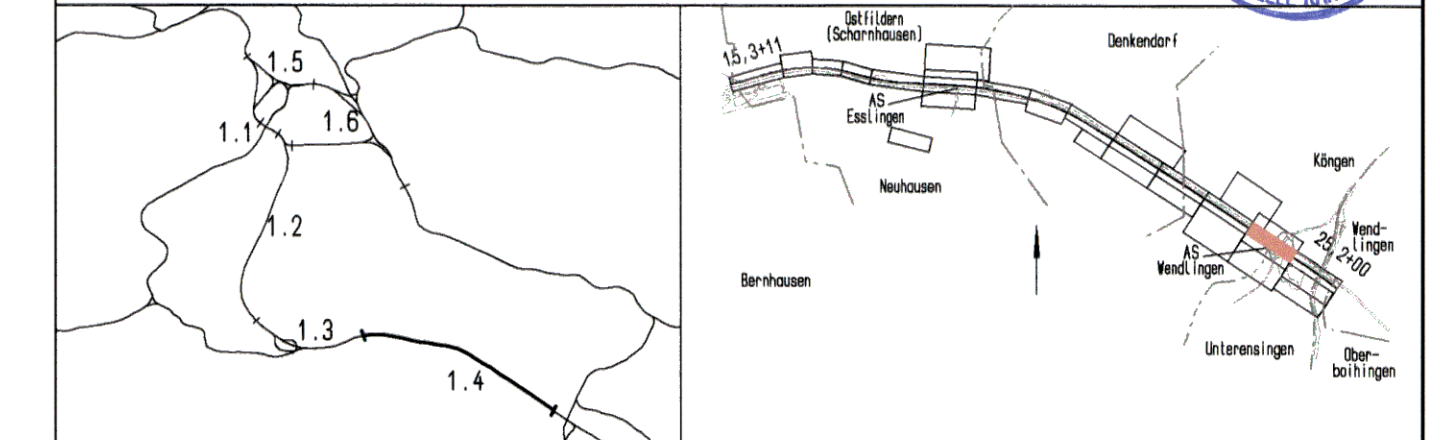 1.5
1.1
1.6
1.2
1.3
1.4
Ostfildern
(Scharnhausen)
Denkendorf
15,3+11
AS
Esslingen
Neuhausen
Köngen
Wend-
lingen
25,2+00
AS
Wendlingen
Bernhausen
Unterensingen
Ober-
boihingen